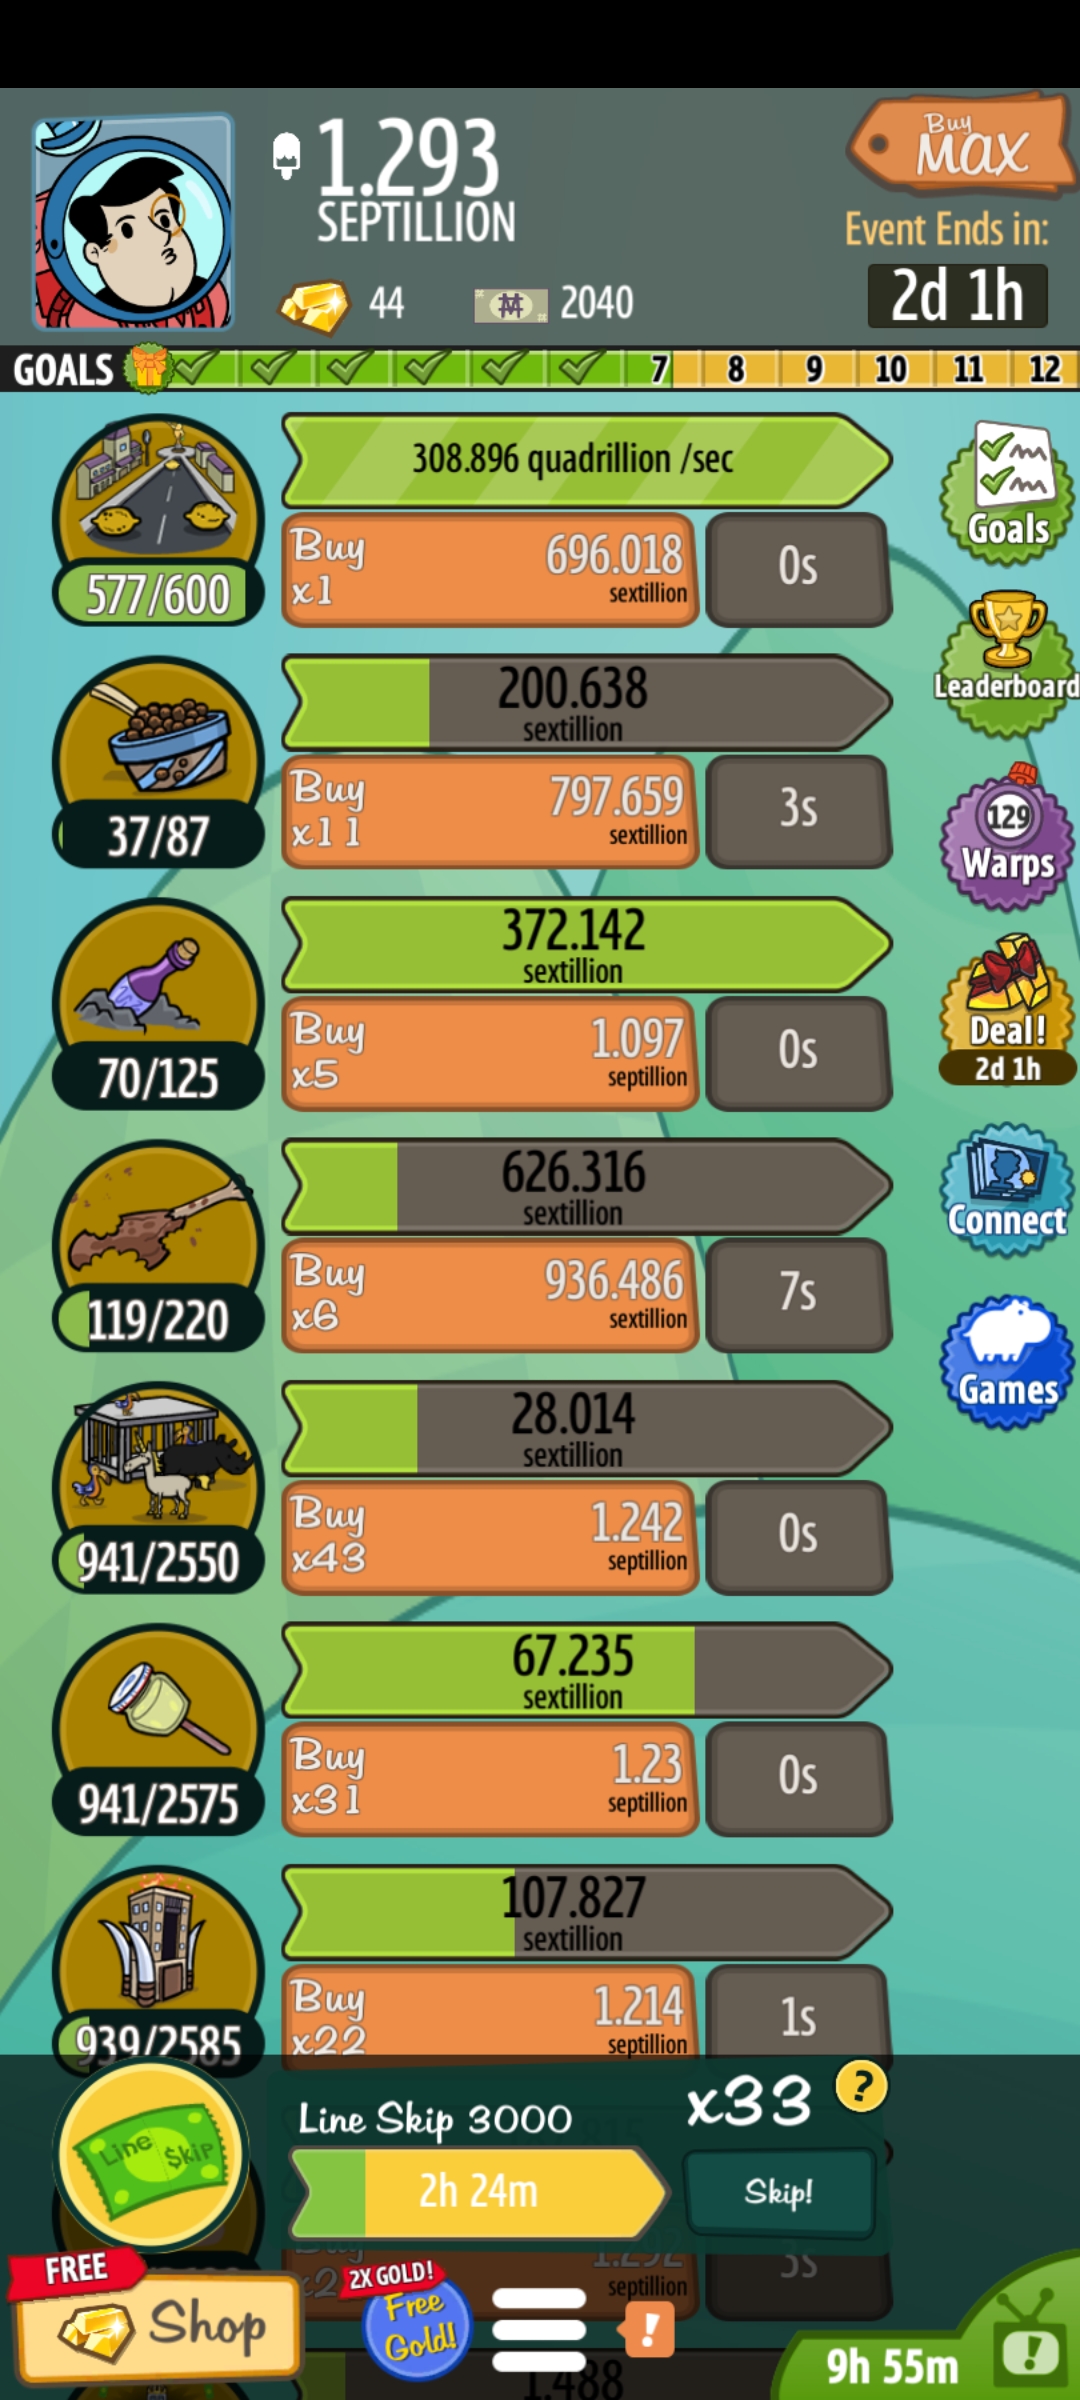 1.293
SEPTILLION
Buy
MAX
Event Ends in:
2d 1h
44
2040
GOALS
7 8 9 10 11 12
308.896 quadrillion /sec
577/600
Buy
x1
696.018
sextillion
0s
200.638
sextillion
37/87
Buy
x11
797.659
sextillion
3s
372.142
sextillion
70/125
Buy
x5
1.097
septillion
0s
626.316
sextillion
119/220
Buy
x6
936.486
sextillion
7s
28.014
sextillion
941/2550
Buy
x43
1.242
septillion
0s
67.235
sextillion
941/2575
Buy
x31
1.23
septillion
0s
107.827
sextillion
939/2585
Buy
x22
1.214
septillion
1s
Goals
Leaderboard
129
Warps
Deal!
2d 1h
Connect
Games
Line Skip
Line Skip 3000
x33
?
2h 24m
Skip!
Buy
1.292
septillion
3s
FREE
Shop
2X GOLD!
Free
Gold!
!
1.488
9h 55m
!